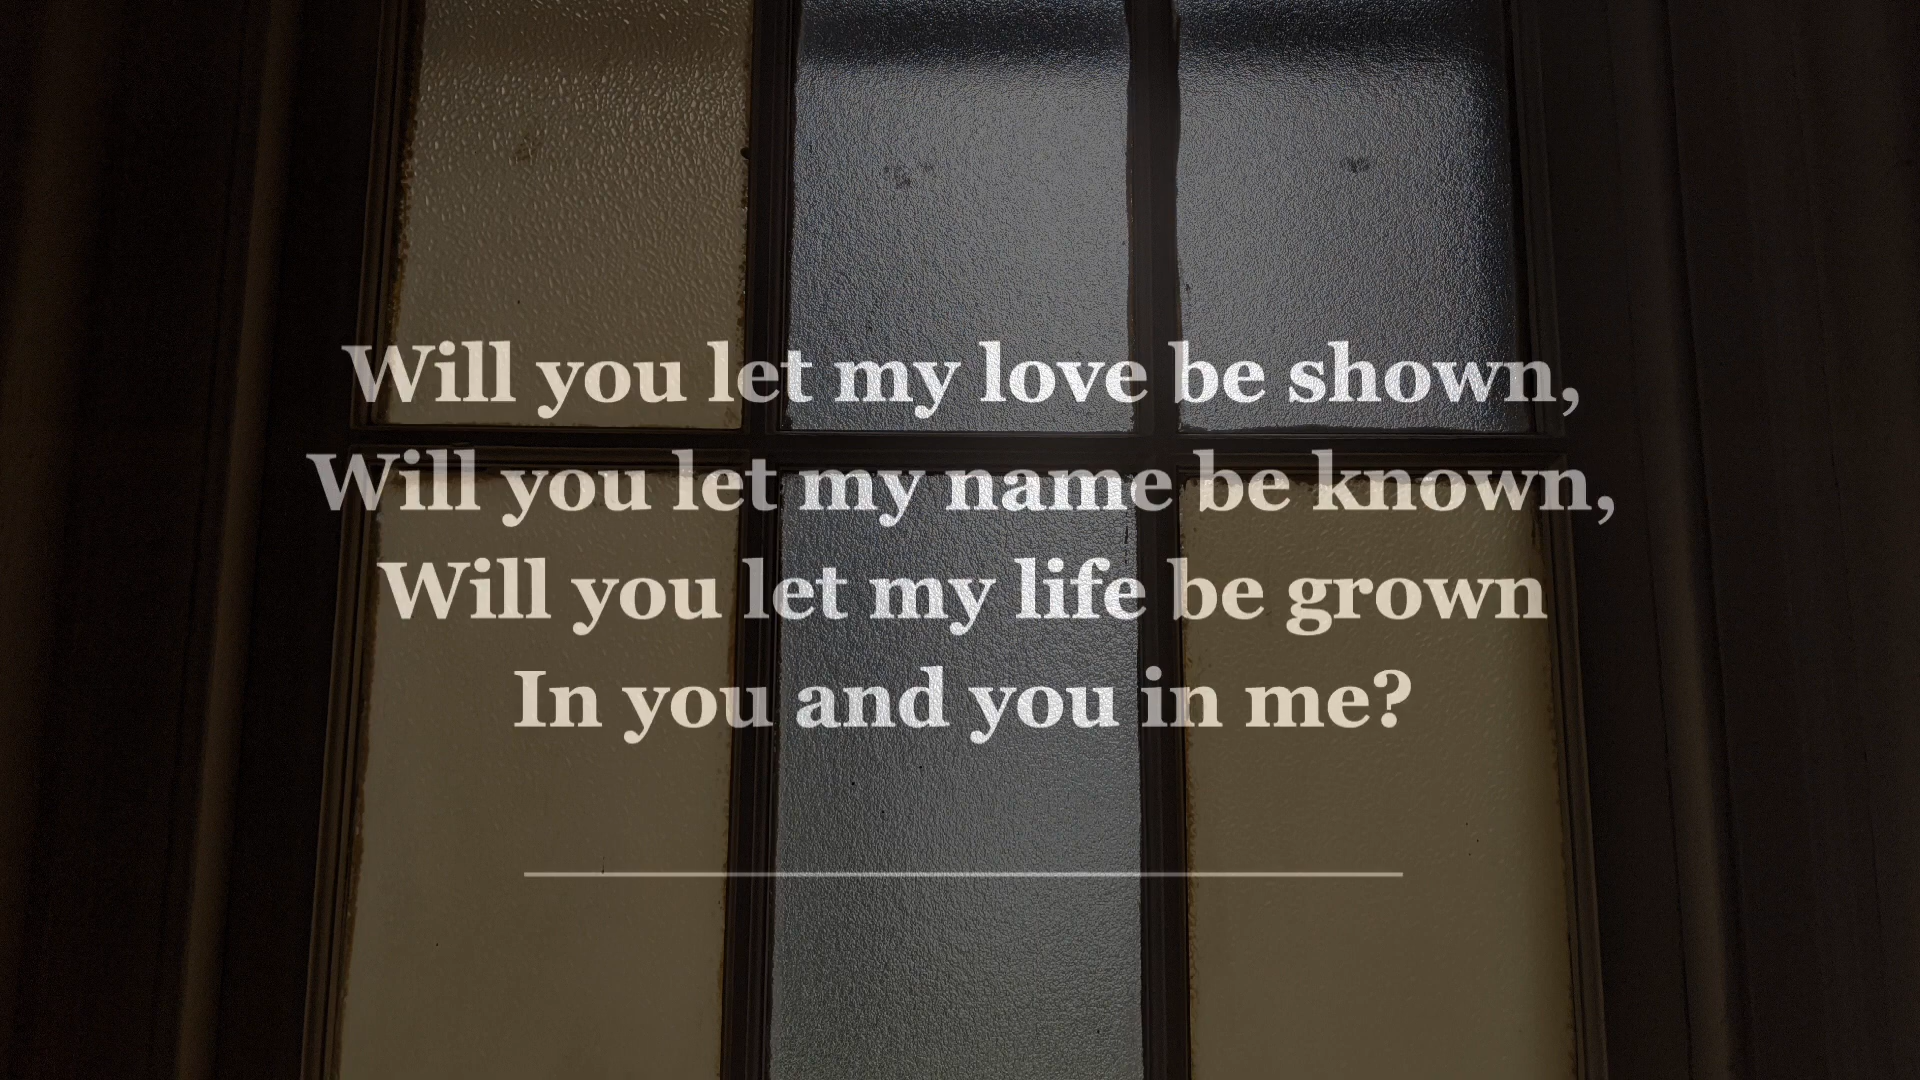 Will you let my love be shown,
Will you let my name be known,
Will you let my life be grown
In you and you in me?